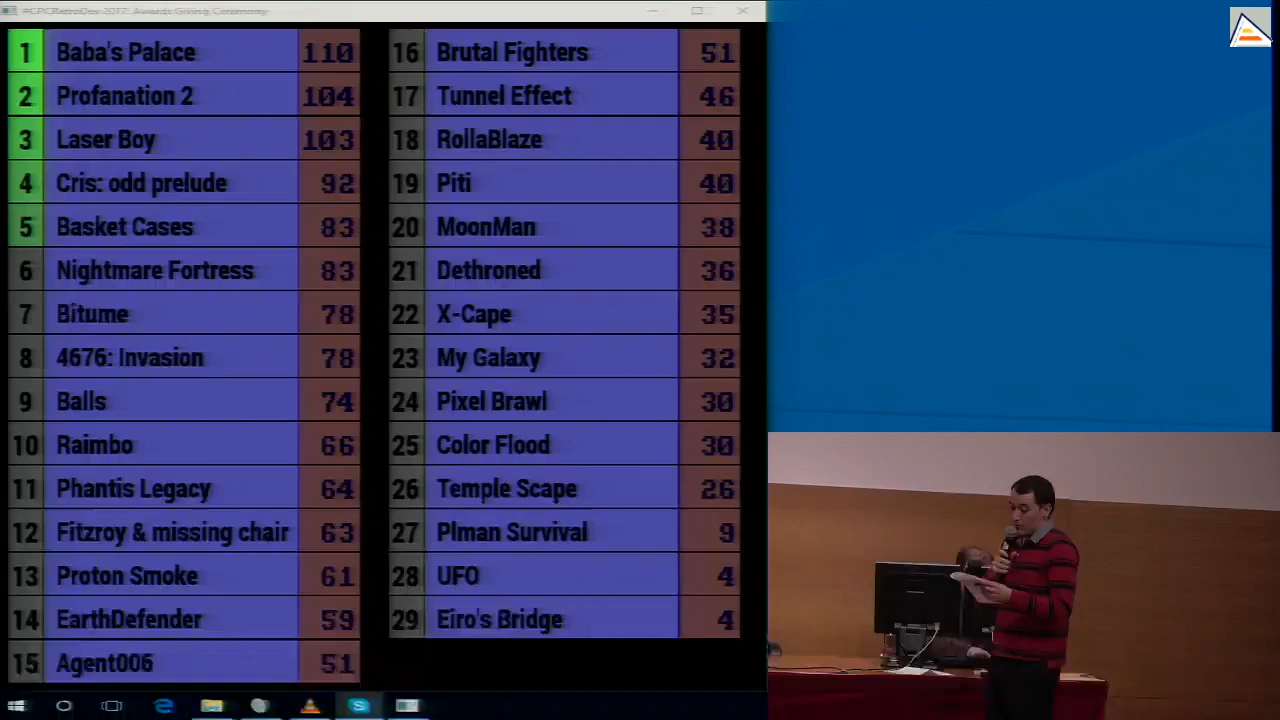 #CPCRetroDev 2017: Awards Giving Ceremony
1 Baba's Palace 110
2 Profanation 2 104
3 Laser Boy 103
4 Cris: odd prelude 92
5 Basket Cases 83
6 Nightmare Fortress 83
7 Bitume 78
8 4676: Invasion 78
9 Balls 74
10 Raimbo 66
11 Phantis Legacy 64
12 Fitzroy & missing chair 63
13 Proton Smoke 61
14 EarthDefender 59
15 Agent006 51
16 Brutal Fighters 51
17 Tunnel Effect 46
18 RollaBlaze 40
19 Piti 40
20 MoonMan 38
21 Dethroned 36
22 X-Cape 35
23 My Galaxy 32
24 Pixel Brawl 30
25 Color Flood 30
26 Temple Scape 26
27 Plman Survival 9
28 UFO 4
29 Eiro's Bridge 4